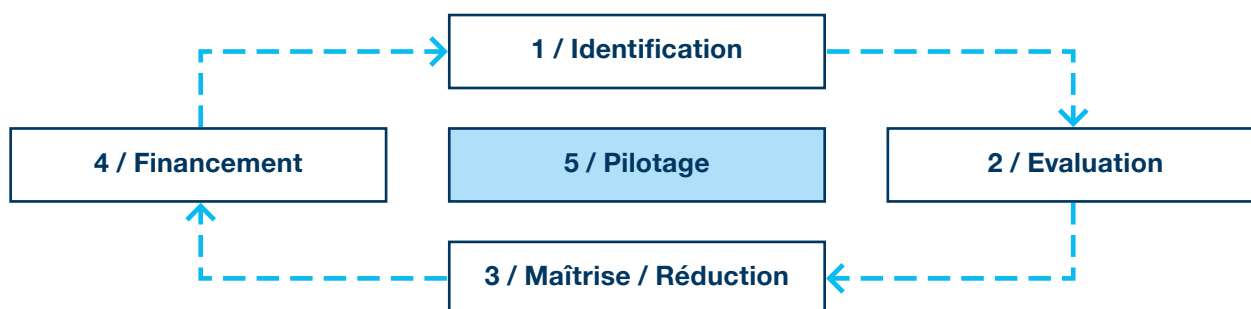 1 / Identification
4 / Financement
5 / Pilotage
2 / Evaluation
3 / Maîtrise / Réduction